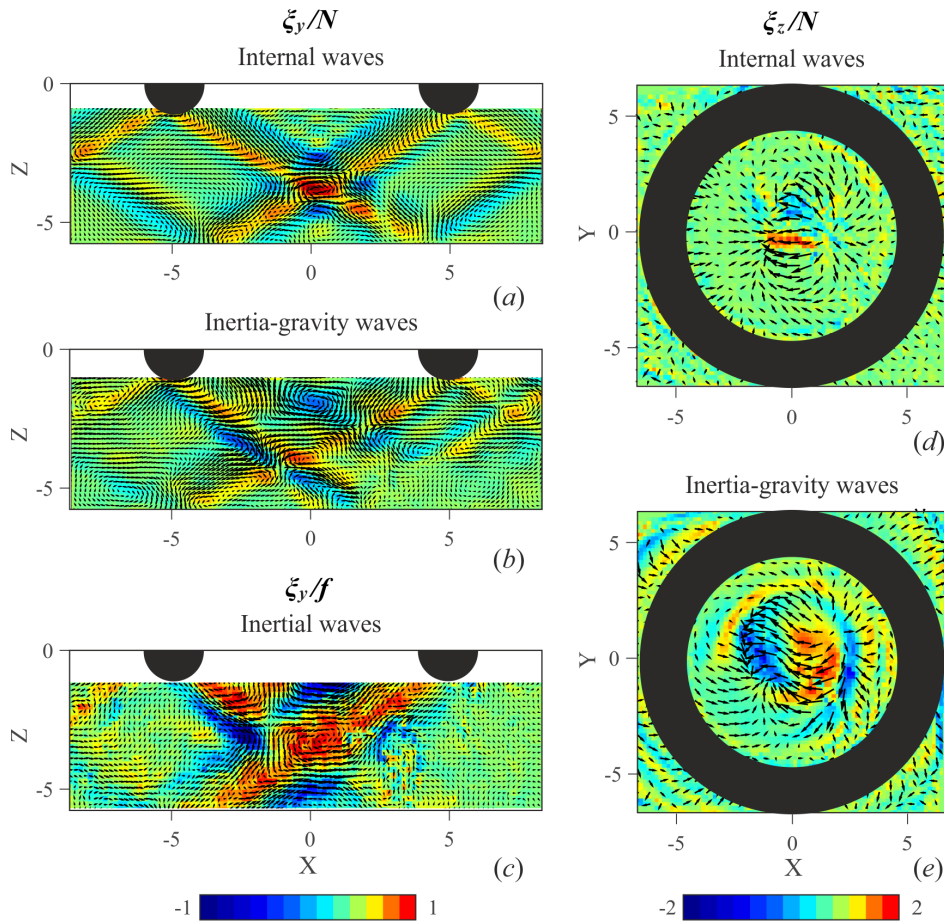 ξy/N
Internal waves
Z
0
-5
-5
0
5
(a)
Inertia-gravity waves
Z
0
-5
-5
0
5
(b)
ξy/f
Inertial waves
Z
0
-5
-5
0
5
X
(c)
-1
1
ξz/N
Internal waves
Y
5
0
-5
-5
0
5
(d)
Inertia-gravity waves
Y
5
0
-5
-5
0
5
X
(e)
-2
2